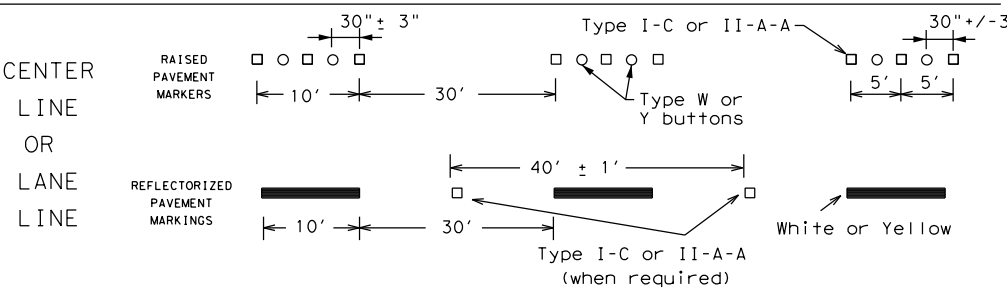 30"± 3"
Type I-C or II-A-A
30"+/-3
CENTER
LINE
OR
LANE
LINE
RAISED
PAVEMENT
MARKERS
10'
30'
Type W or
Y buttons
5'
5'
40' ± 1'
REFLECTORIZED
PAVEMENT
MARKINGS
10'
30'
Type I-C or II-A-A
(when required)
White or Yellow